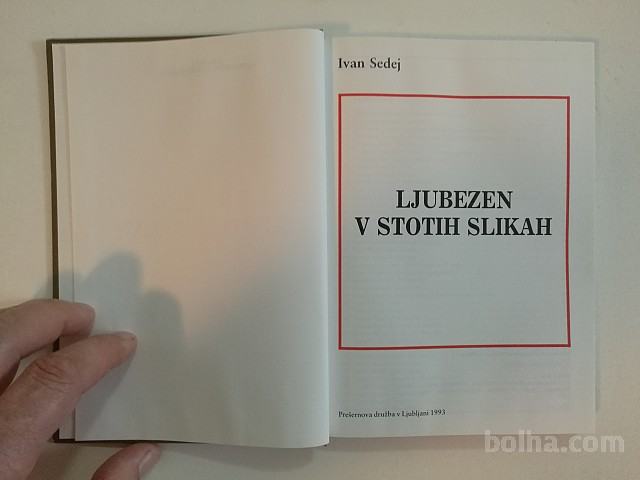 Ivan Sedej
LJUBEZEN
V STOTIH SLIKAH
Prešernova družba v Ljubljani 1993
bolha.com